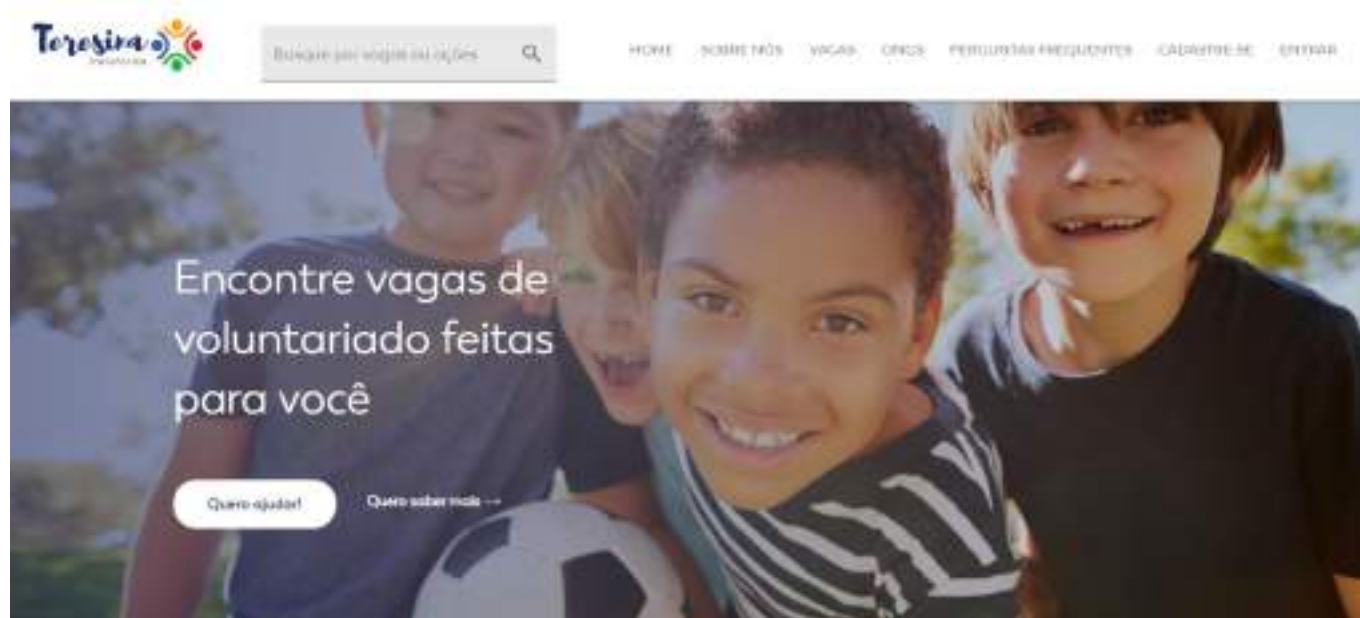 Teresina
Busque por vagas ou ações
HOME SOBRE NÓS VAGAS ONGS PERGUNTAS FREQUENTES CADASTRE-SE ENTRAR
Encontre vagas de
voluntariado feitas
para você
Quero ajudar! Quero saber mais →